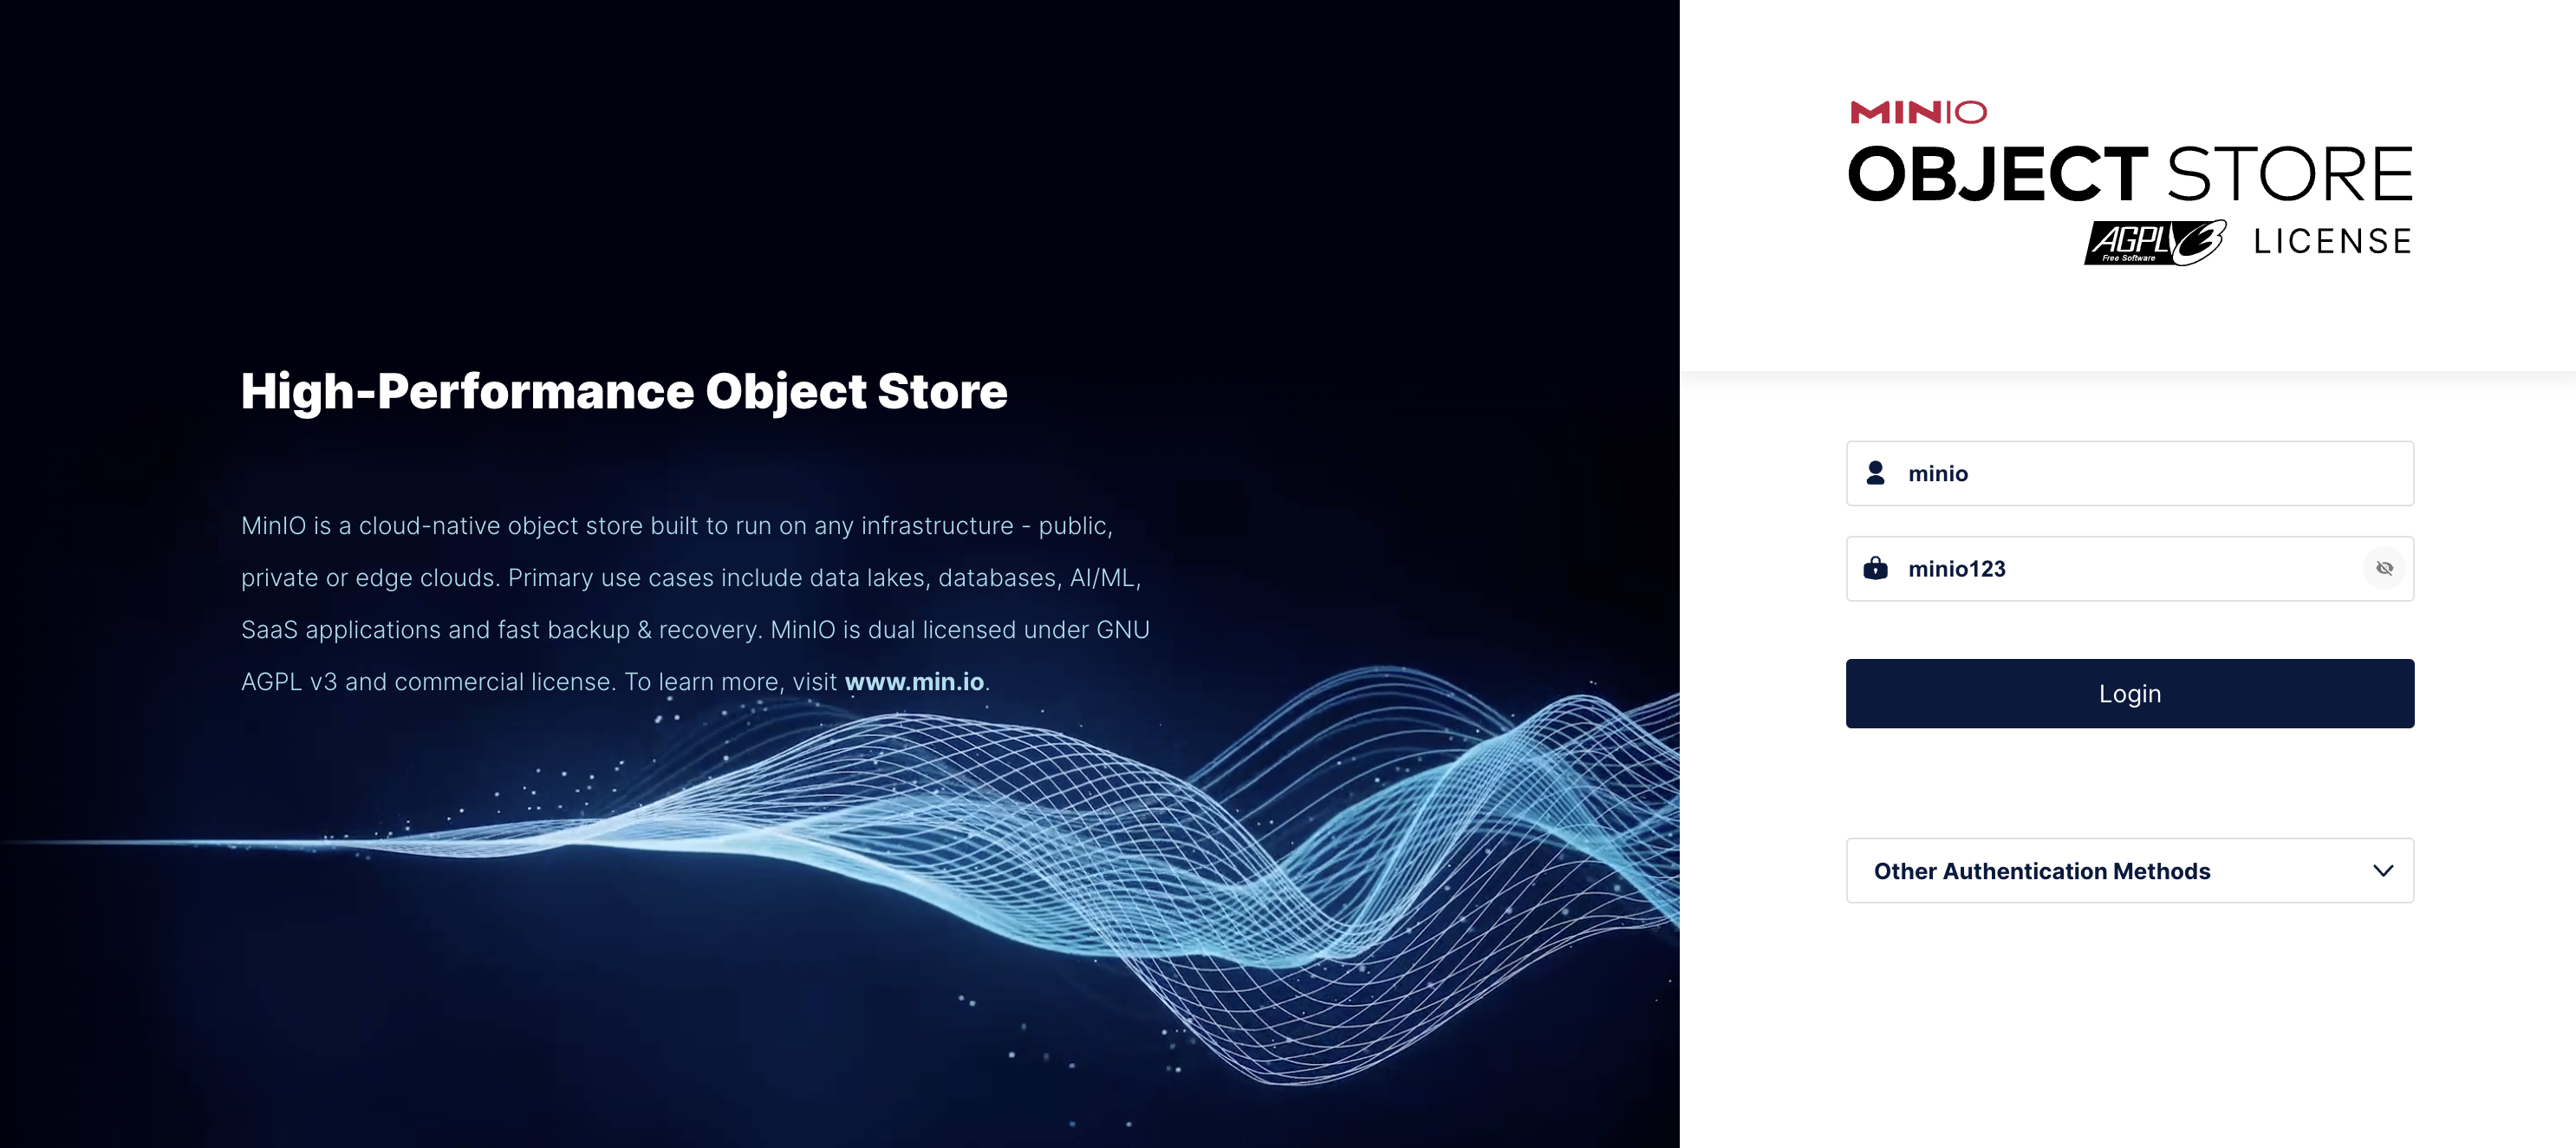 High-Performance Object Store
MinIO is a cloud-native object store built to run on any infrastructure - public,
private or edge clouds. Primary use cases include data lakes, databases, AI/ML,
SaaS applications and fast backup & recovery. MinIO is dual licensed under GNU
AGPL v3 and commercial license. To learn more, visit www.min.io.
MINIO
OBJECT STORE
AGPLv3 LICENSE
Free Software
minio
minio123
Login
Other Authentication Methods